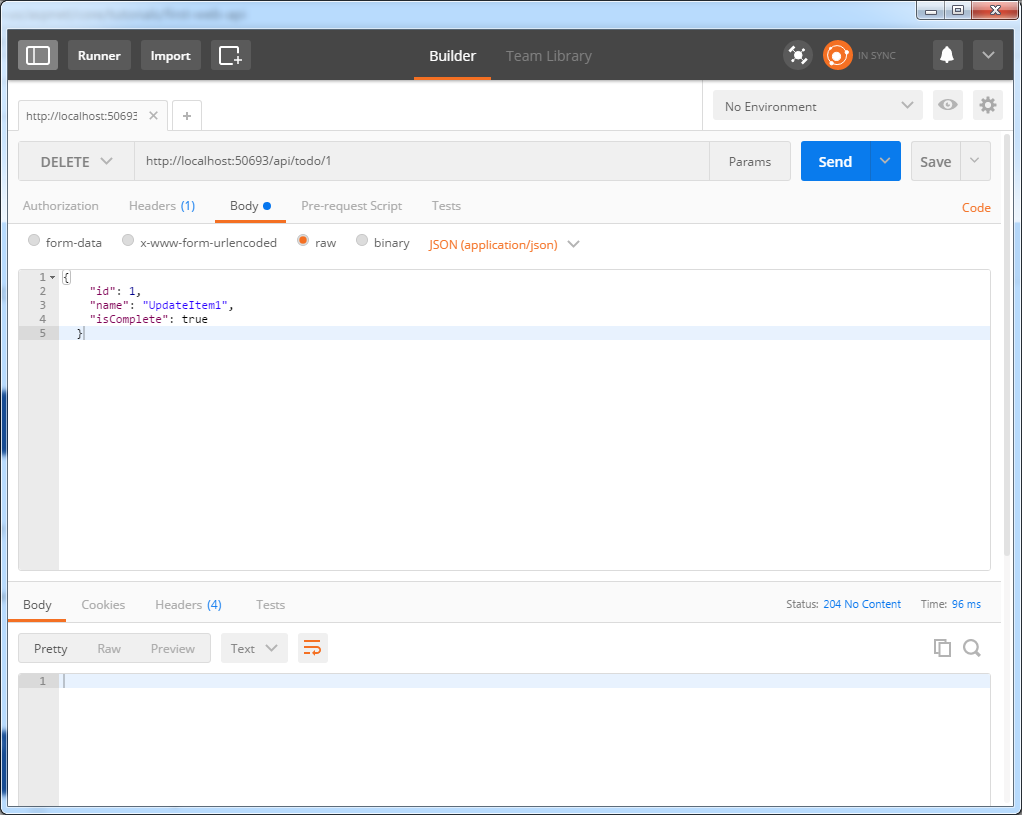 Runner Import Builder Team Library IN SYNC
http://localhost:50693 No Environment
DELETE http://localhost:50693/api/todo/1 Params Send Save
Authorization Headers (1) Body Pre-request Script Tests Code
form-data x-www-form-urlencoded raw binary JSON (application/json)
1 {
2 "id": 1,
3 "name": "UpdateItem1",
4 "isComplete": true
5 }
Body Cookies Headers (4) Tests Status: 204 No Content Time: 96 ms
Pretty Raw Preview Text
1